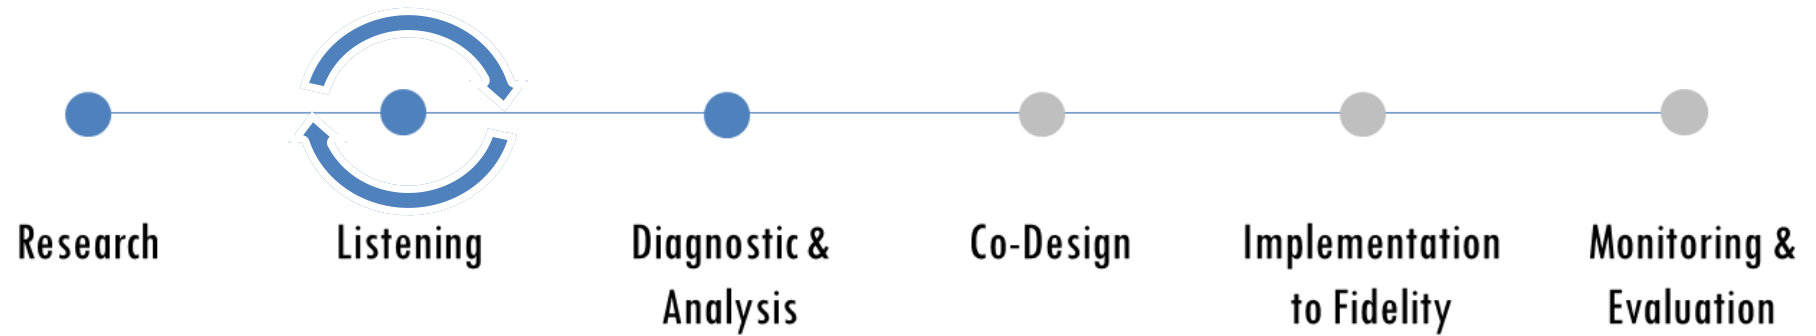 Research
Listening
Diagnostic &
Analysis
Co-Design
Implementation
to Fidelity
Monitoring &
Evaluation